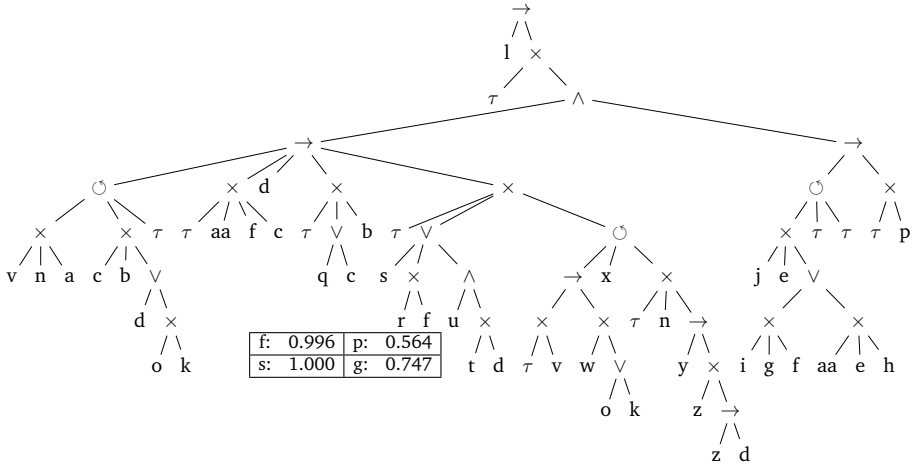 →
l ×
τ ∧
→ →
↺ × d × × ↺ ×
× × τ τ aa f c τ ∨ b τ ∨ ↺ × τ τ τ p
v n a c b ∨ q c s × ∧ → x × j e ∨
d × r f u × × × τ n → × ×
f: 0.996 p: 0.564
s: 1.000 g: 0.747
o k t d τ v w ∨ y × i g f aa e h
o k z →
z d